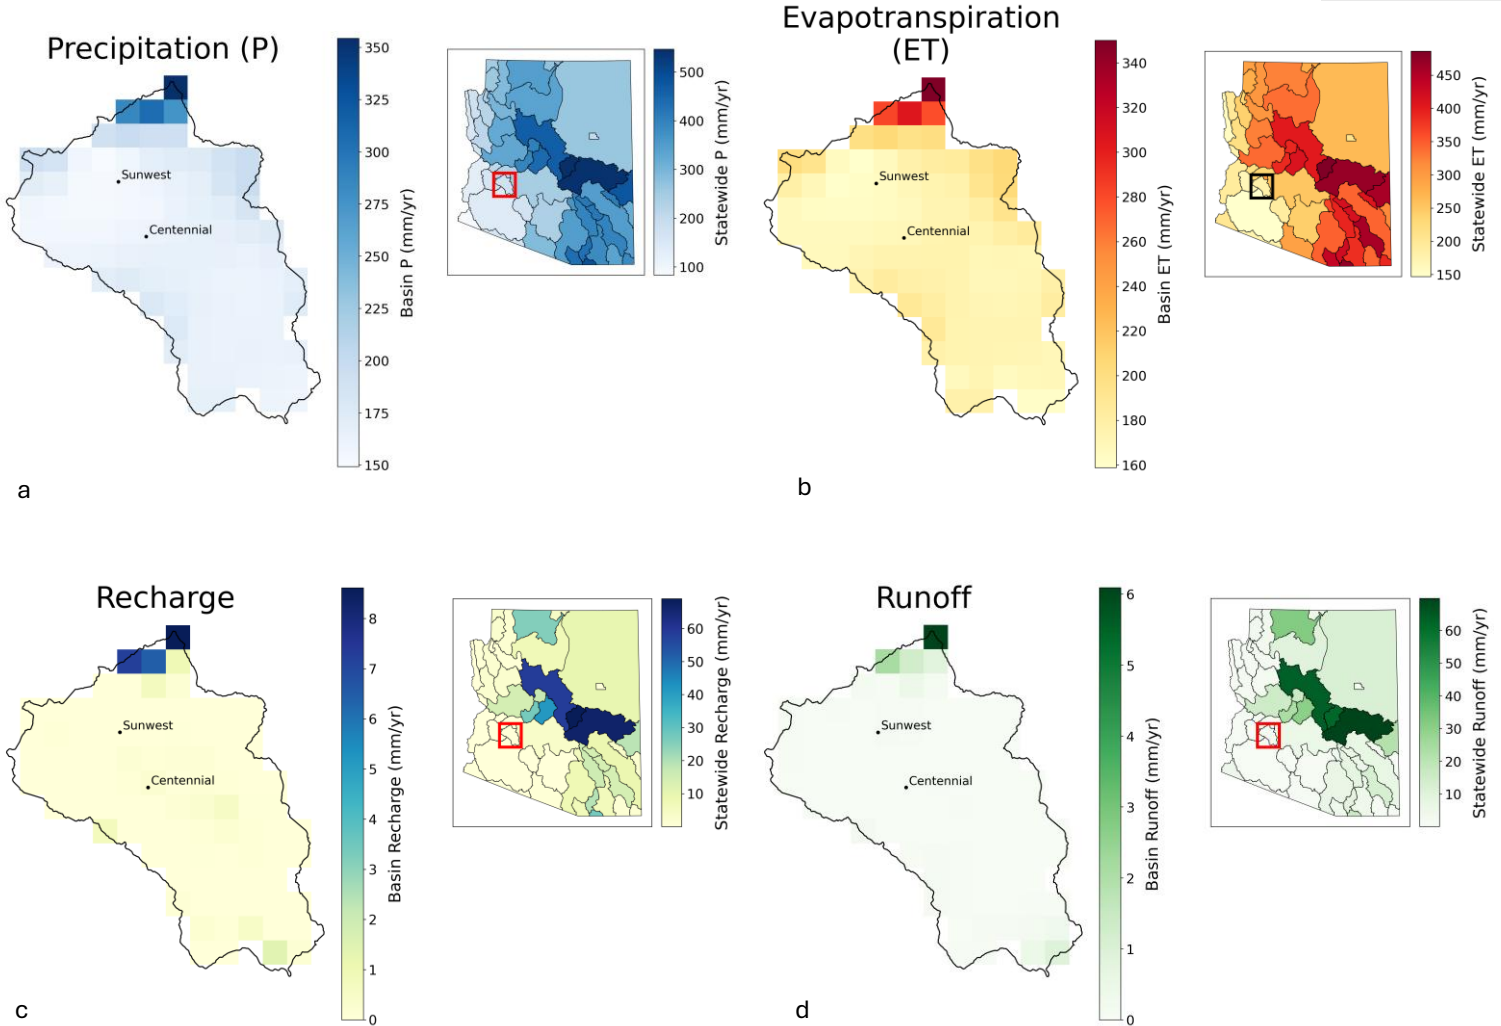 Precipitation (P)
350
325
300
275
250
225
200
175
150
Basin P (mm/yr)
Sunwest
Centennial
500
400
300
200
100
Statewide P (mm/yr)
a
Evapotranspiration
(ET)
340
320
300
280
260
240
220
200
180
160
Basin ET (mm/yr)
Sunwest
Centennial
450
400
350
300
250
200
150
Statewide ET (mm/yr)
b
Recharge
8
7
6
5
4
3
2
1
0
Basin Recharge (mm/yr)
Sunwest
Centennial
60
50
40
30
20
10
Statewide Recharge (mm/yr)
c
Runoff
6
5
4
3
2
1
0
Basin Runoff (mm/yr)
Sunwest
Centennial
60
50
40
30
20
10
Statewide Runoff (mm/yr)
d